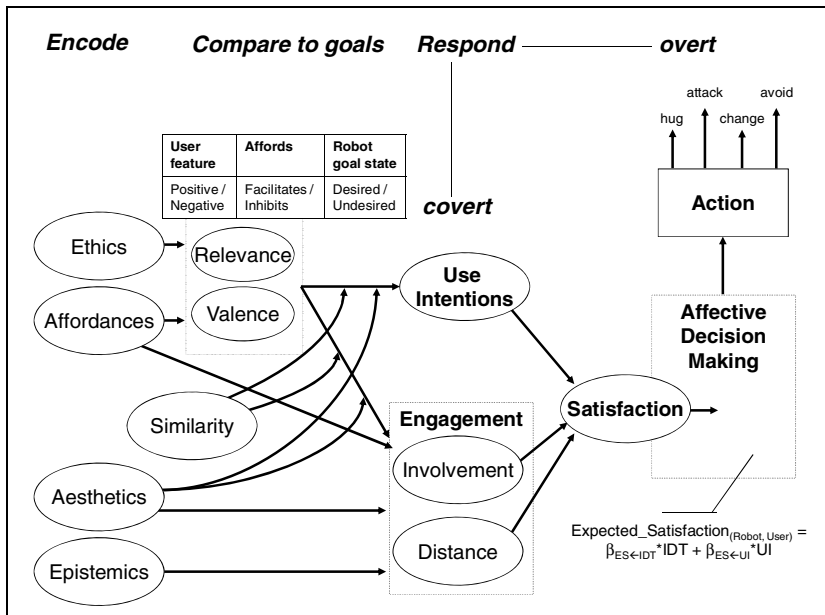 Encode
Compare to goals
Respond
overt
attack
avoid
hug
change
User feature
Affords
Robot goal state
Positive / Negative
Facilitates / Inhibits
Desired / Undesired
covert
Action
Ethics
Relevance
Use
Intentions
Affordances
Valence
Affective
Decision
Making
Similarity
Engagement
Satisfaction
Involvement
Aesthetics
Distance
Epistemics
Expected_Satisfaction(Robot, User) =
βES←IDT*IDT + βES←UI*UI